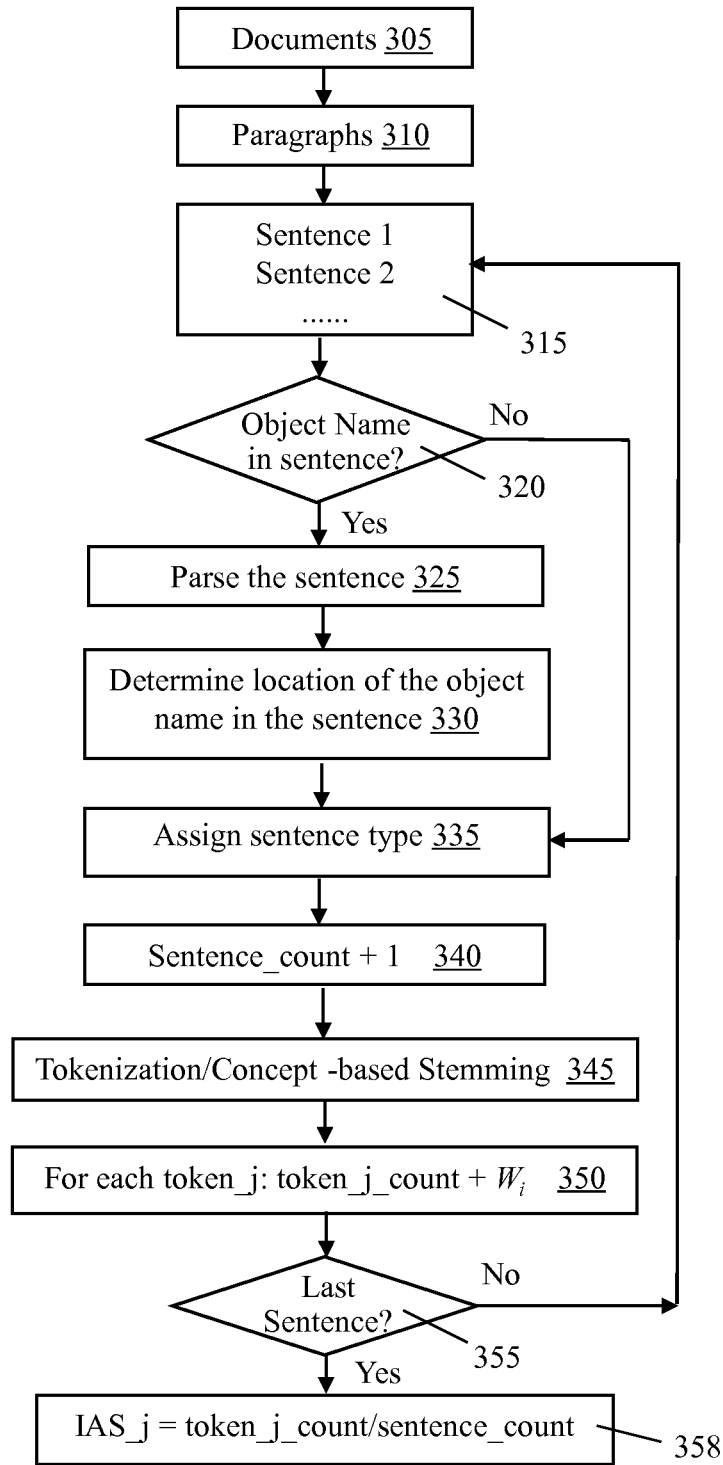 Documents 305
Paragraphs 310
Sentence 1
Sentence 2
......
315
Object Name
in sentence?
320
No
Yes
Parse the sentence 325
Determine location of the object
name in the sentence 330
Assign sentence type 335
Sentence_count + 1 340
Tokenization/Concept -based Stemming 345
For each token_j: token_j_count + Wi 350
Last
Sentence?
355
No
Yes
IAS_j = token_j_count/sentence_count
358